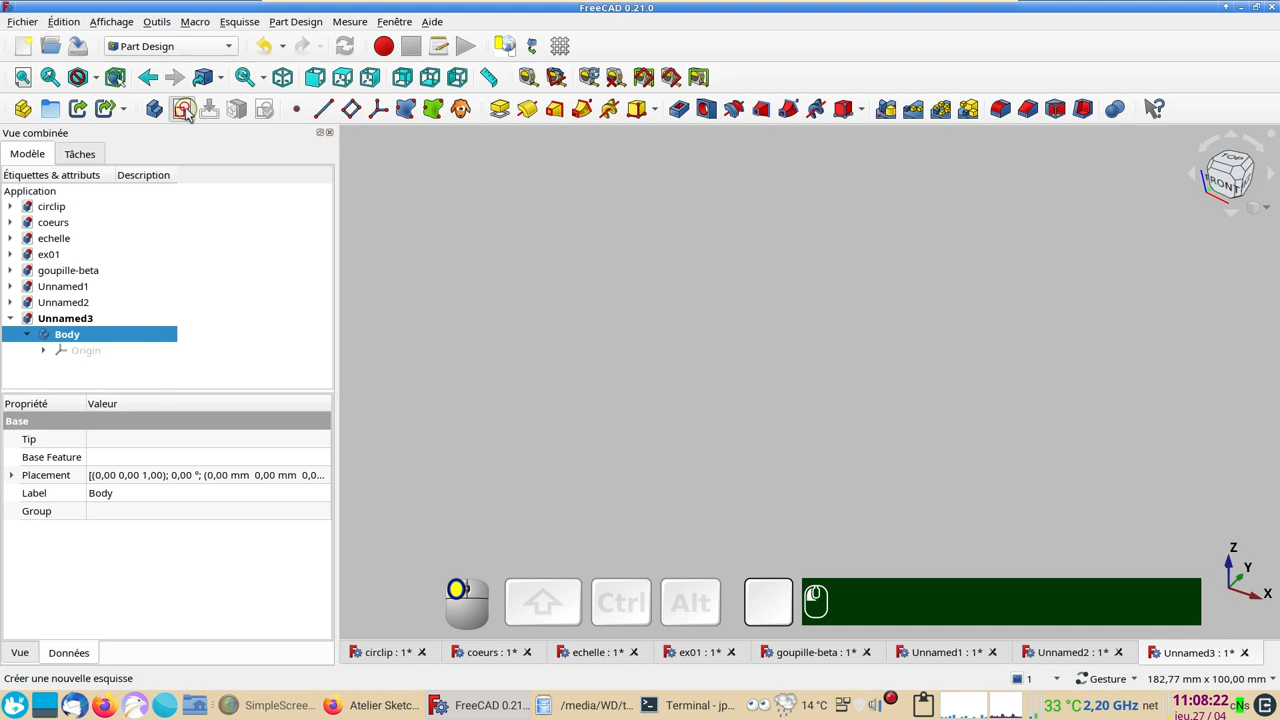 FreeCAD 0.21.0
Fichier Édition Affichage Outils Macro Esquisse Part Design Mesure Fenêtre Aide
Part Design
Vue combinée
Modèle Tâches
Étiquettes & attributs Description
Application
circlip
coeurs
echelle
ex01
goupille-beta
Unnamed1
Unnamed2
Unnamed3
Body
Origin
TOP
FRONT
Propriété Valeur
Base
Tip
Base Feature
Placement [(0,00 0,00 1,00); 0,00 °; (0,00 mm 0,00 mm 0,0...
Label Body
Group
Z
Y
X
Ctrl Alt
Vue Données
circlip : 1* coeurs : 1* echelle : 1* ex01 : 1* goupille-beta : 1* Unnamed1 : 1* Unnamed2 : 1* Unnamed3 : 1*
Créer une nouvelle esquisse 1 Gesture 182,77 mm x 100,00 mm
SimpleScree... Atelier Sketc... FreeCAD 0.21... /media/WD/t... Terminal - jp... 14 °C 33 °C 2,20 GHz net 11:08:22
jeu.27 / 04